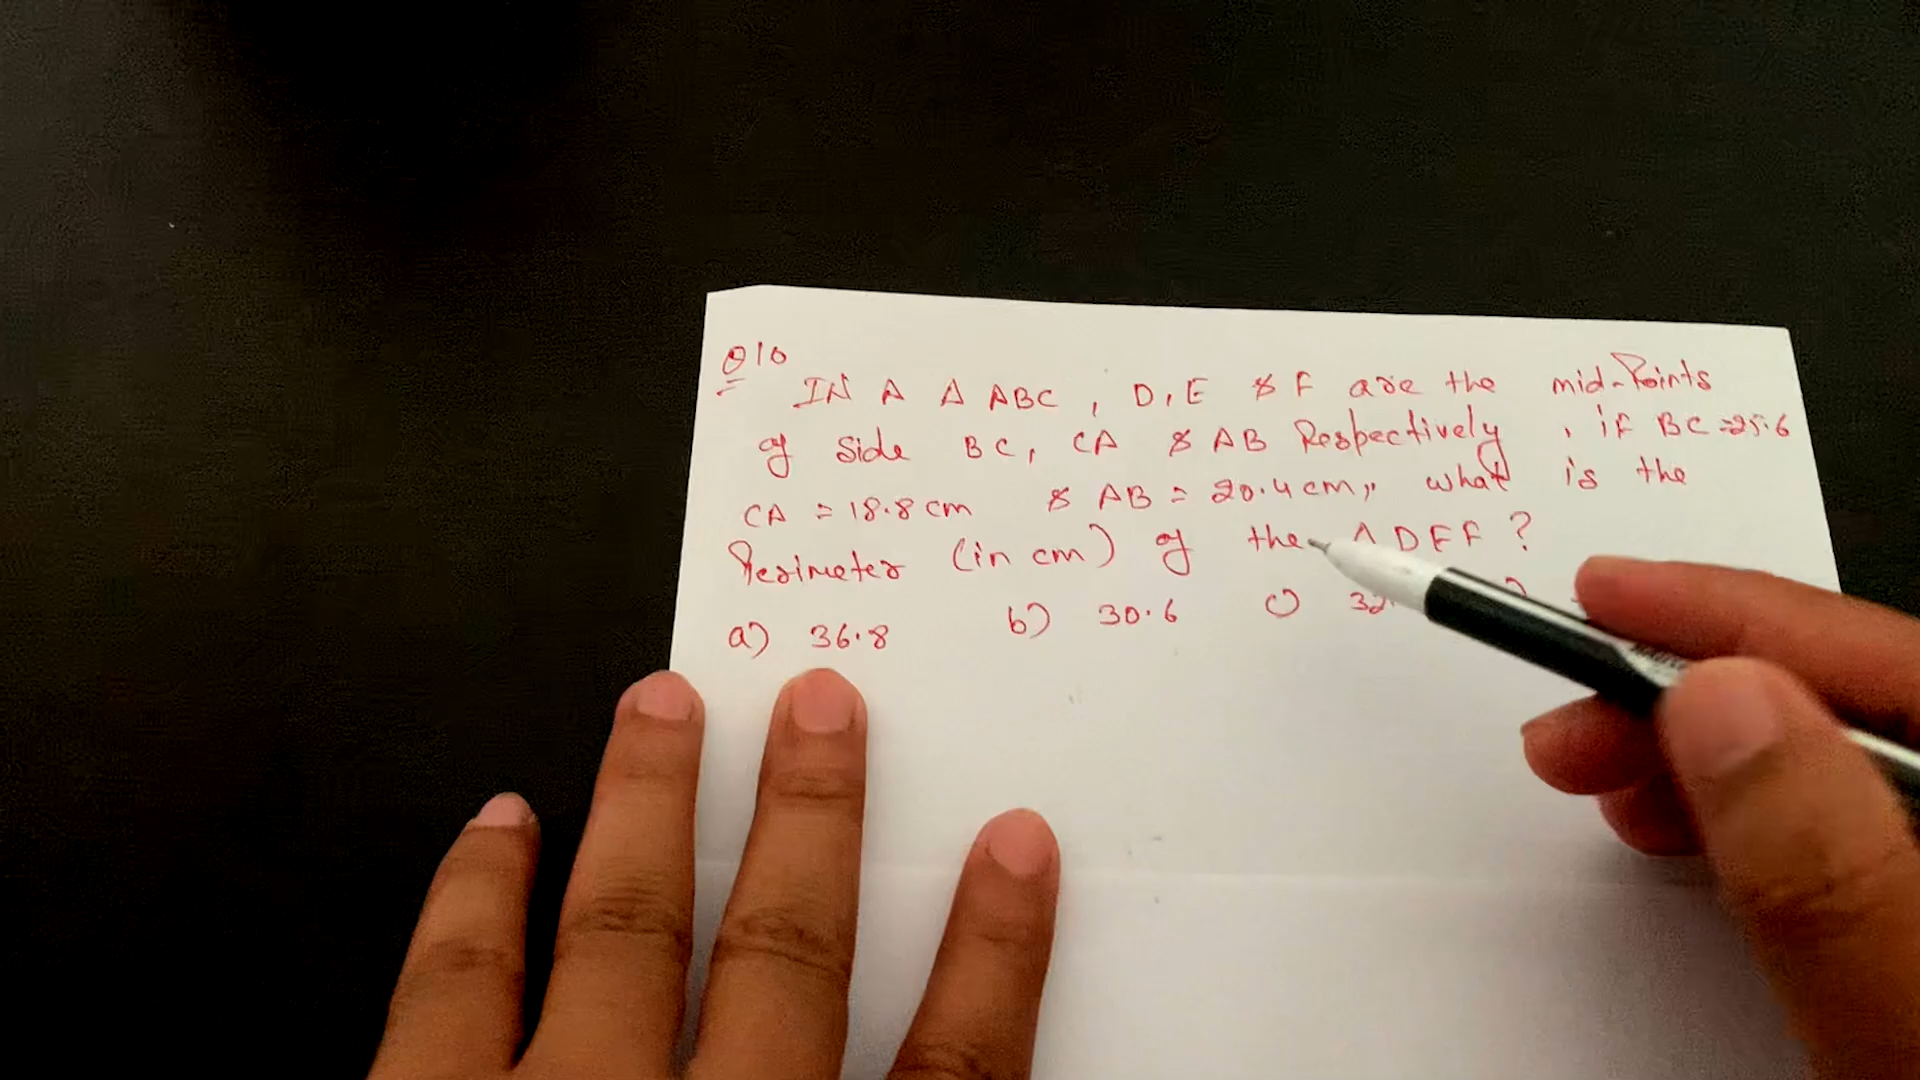 Q10
IN A Δ ABC, D, E & F are the mid-Points
of Side BC, CA & AB Respectively, if BC = 25.6
CA = 18.8 cm & AB = 20.4 cm, what is the
Perimeter (in cm) of the Δ DEF ?
a) 36.8 b) 30.6 c)